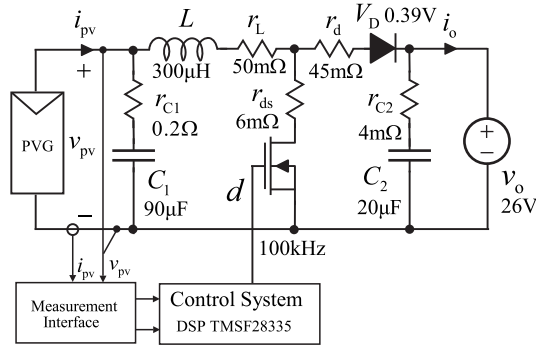 i_pv L r_L r_d V_D 0.39V i_o
+ 300μH 50mΩ 45mΩ
PVG v_pv r_C1 0.2Ω r_ds 6mΩ r_C2 4mΩ
C_1 90μF d C_2 20μF + − v_o 26V
− 100kHz
i_pv v_pv
Measurement Interface
Control System
DSP TMSF28335